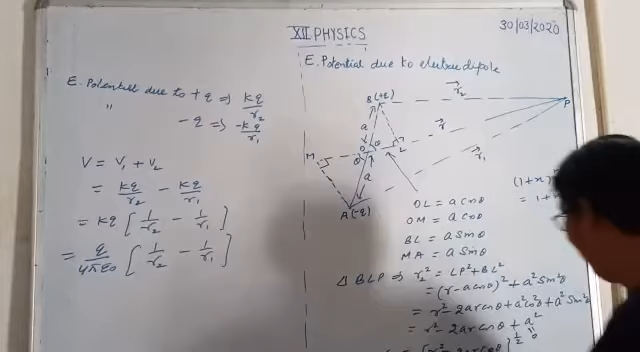 XII PHYSICS
30/03/2020
E. Potential due to electric dipole
E. Potential due to +q ⇒ kq/r₂
" -q ⇒ -kq/r₁
V = V₁ + V₂
= kq/r₂ - kq/r₁
= kq [ 1/r₂ - 1/r₁ ]
= q/4πε₀ [ 1/r₂ - 1/r₁ ]
B(+q)
r₂
P
a
r
M
O
θ
θ
L
a
r₁
A(-q)
OL = a cosθ
OM = a cosθ
BL = a Sinθ
MA = a Sinθ
(1+x)
= 1+
Δ BLP ⇒ r₂² = LP² + BL²
= (r - a cosθ)² + a² Sin²θ
= r² - 2ar cosθ + a² cos²θ + a² Sin²θ
= r² - 2ar cosθ + a²